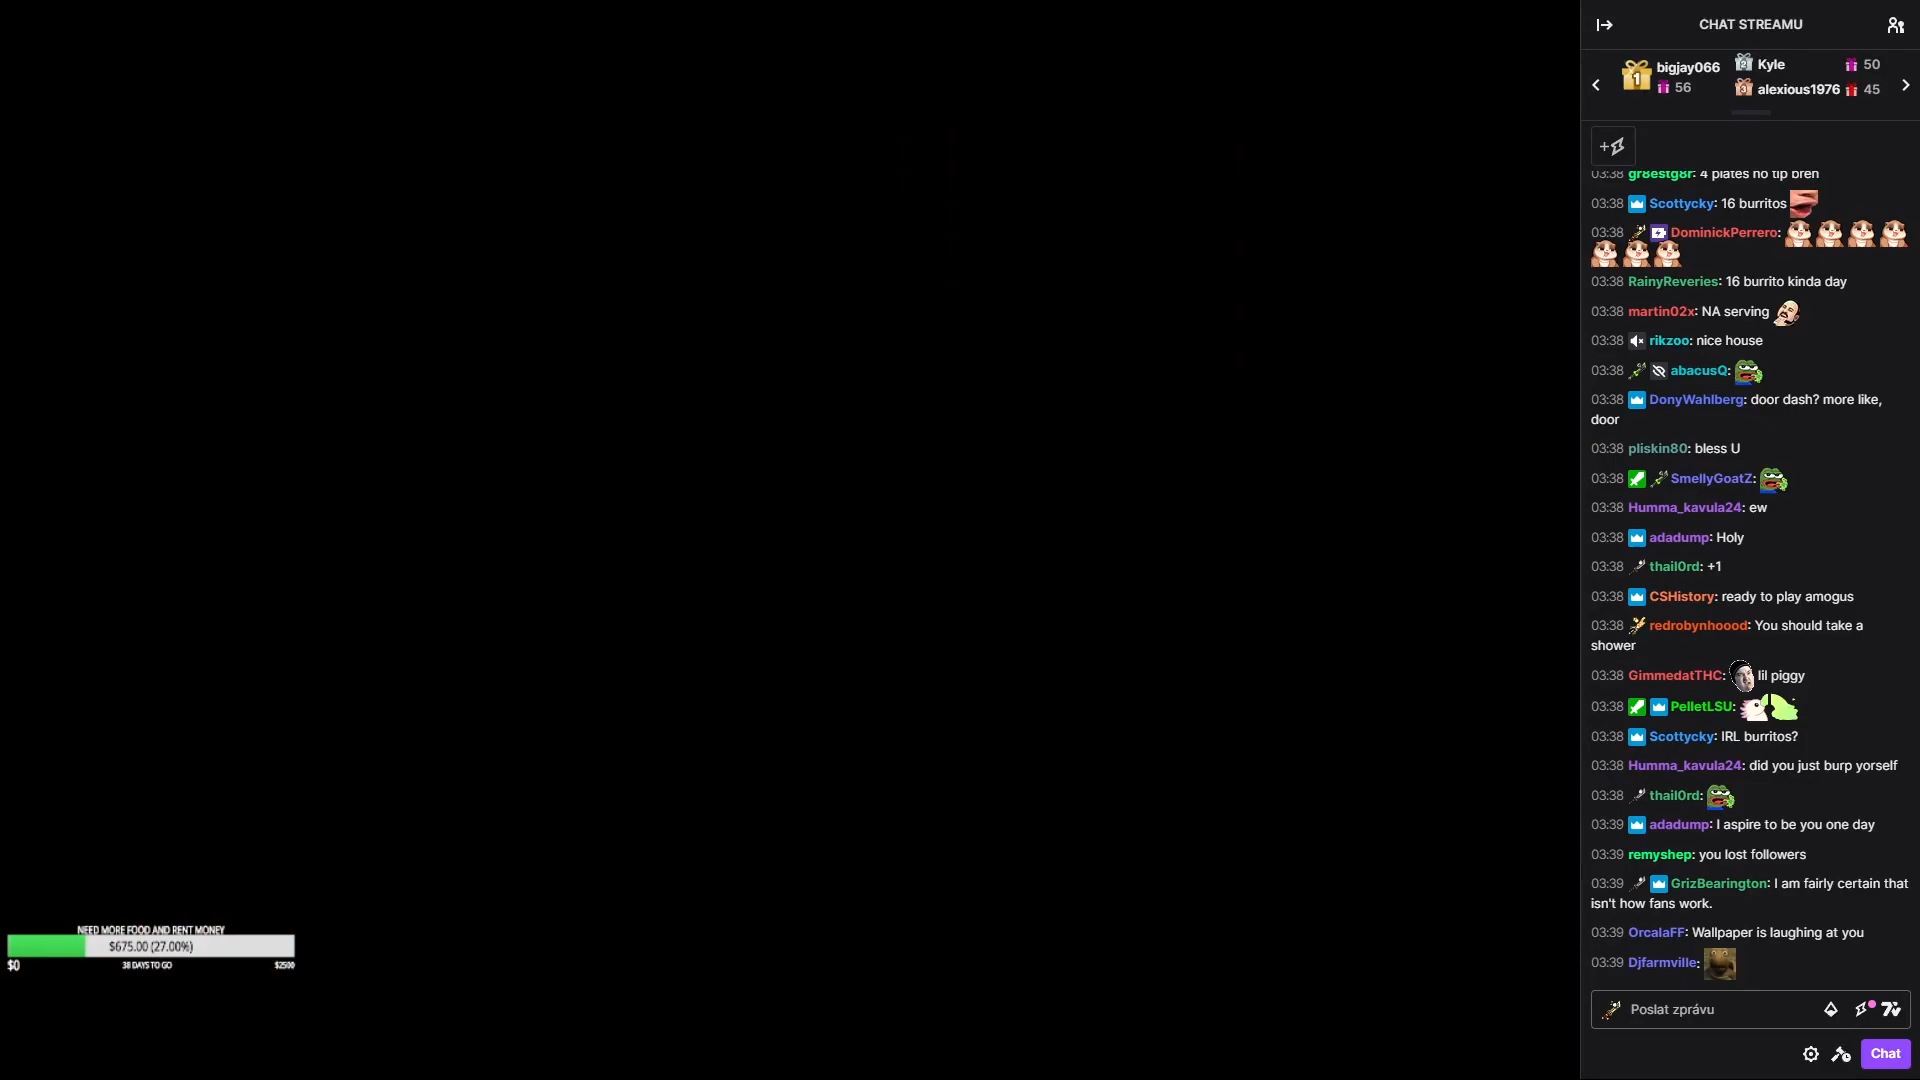 CHAT STREAMU
bigjay066
56
Kyle
50
alexious1976
45
03:38 gr8estg8r: 4 plates no tip bren
03:38 Scottycky: 16 burritos
03:38 DominickPerrero:
03:38 RainyReveries: 16 burrito kinda day
03:38 martin02x: NA serving
03:38 rikzoo: nice house
03:38 abacusQ:
03:38 DonyWahlberg: door dash? more like,
door
03:38 pliskin80: bless U
03:38 SmellyGoatZ:
03:38 Humma_kavula24: ew
03:38 adadump: Holy
03:38 thail0rd: +1
03:38 CSHistory: ready to play amogus
03:38 redrobynhoood: You should take a
shower
03:38 GimmedatTHC: lil piggy
03:38 PelletLSU:
03:38 Scottycky: IRL burritos?
03:38 Humma_kavula24: did you just burp yorself
03:38 thail0rd:
03:39 adadump: I aspire to be you one day
03:39 remyshep: you lost followers
03:39 GrizBearington: I am fairly certain that
isn't how fans work.
03:39 OrcalaFF: Wallpaper is laughing at you
03:39 Djfarmville:
Poslat zprávu
Chat
NEED MORE FOOD AND RENT MONEY
$675.00 (27.00%)
$0
38 DAYS TO GO
$2500